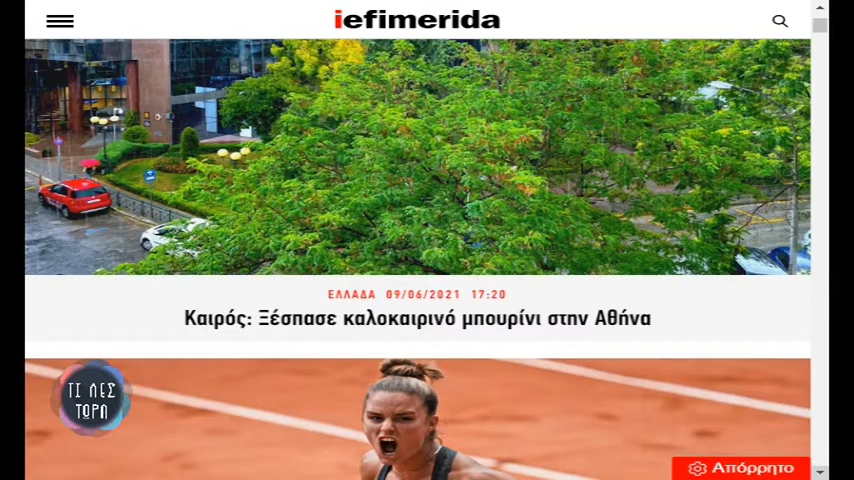 iefimerida
ΕΛΛΑΔΑ 09/06/2021 17:20
Καιρός: Ξέσπασε καλοκαιρινό μπουρίνι στην Αθήνα
ΤΙ ΛΕΣ
ΤΩΡΑ
Απόρρητο